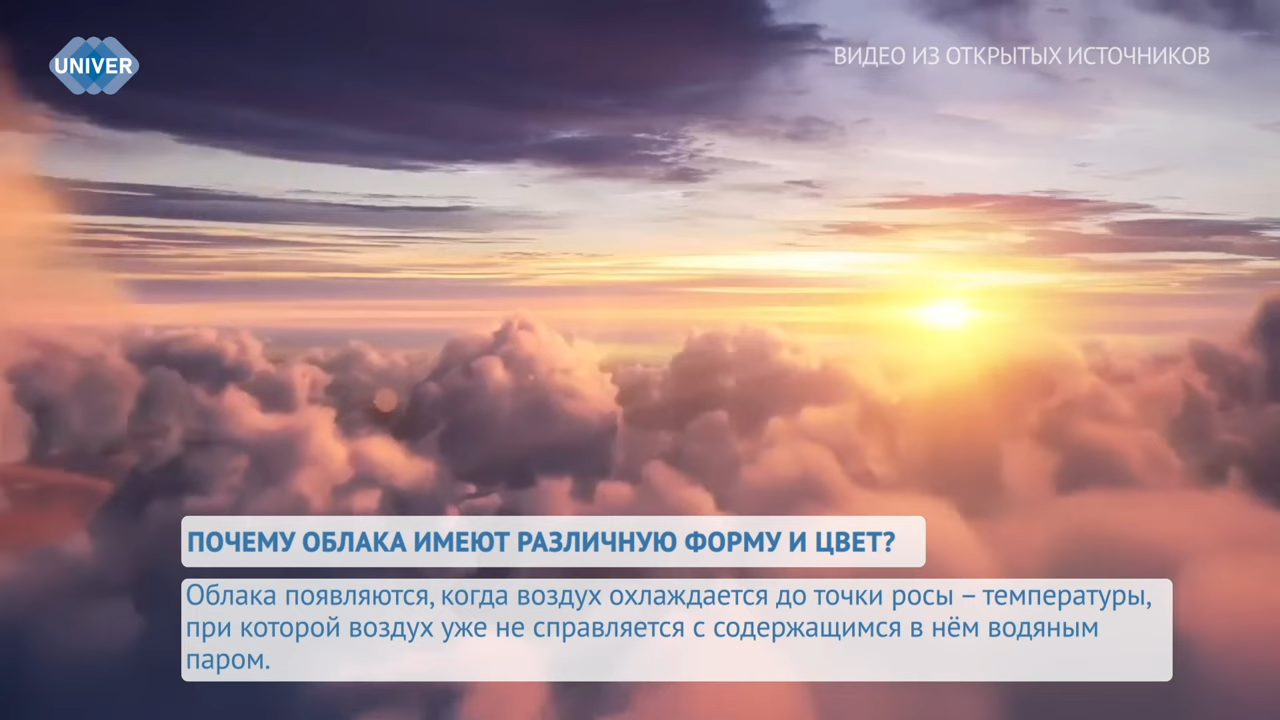 UNIVER
ВИДЕО ИЗ ОТКРЫТЫХ ИСТОЧНИКОВ
ПОЧЕМУ ОБЛАКА ИМЕЮТ РАЗЛИЧНУЮ ФОРМУ И ЦВЕТ?
Облака появляются, когда воздух охлаждается до точки росы – температуры,
при которой воздух уже не справляется с содержащимся в нём водяным
паром.